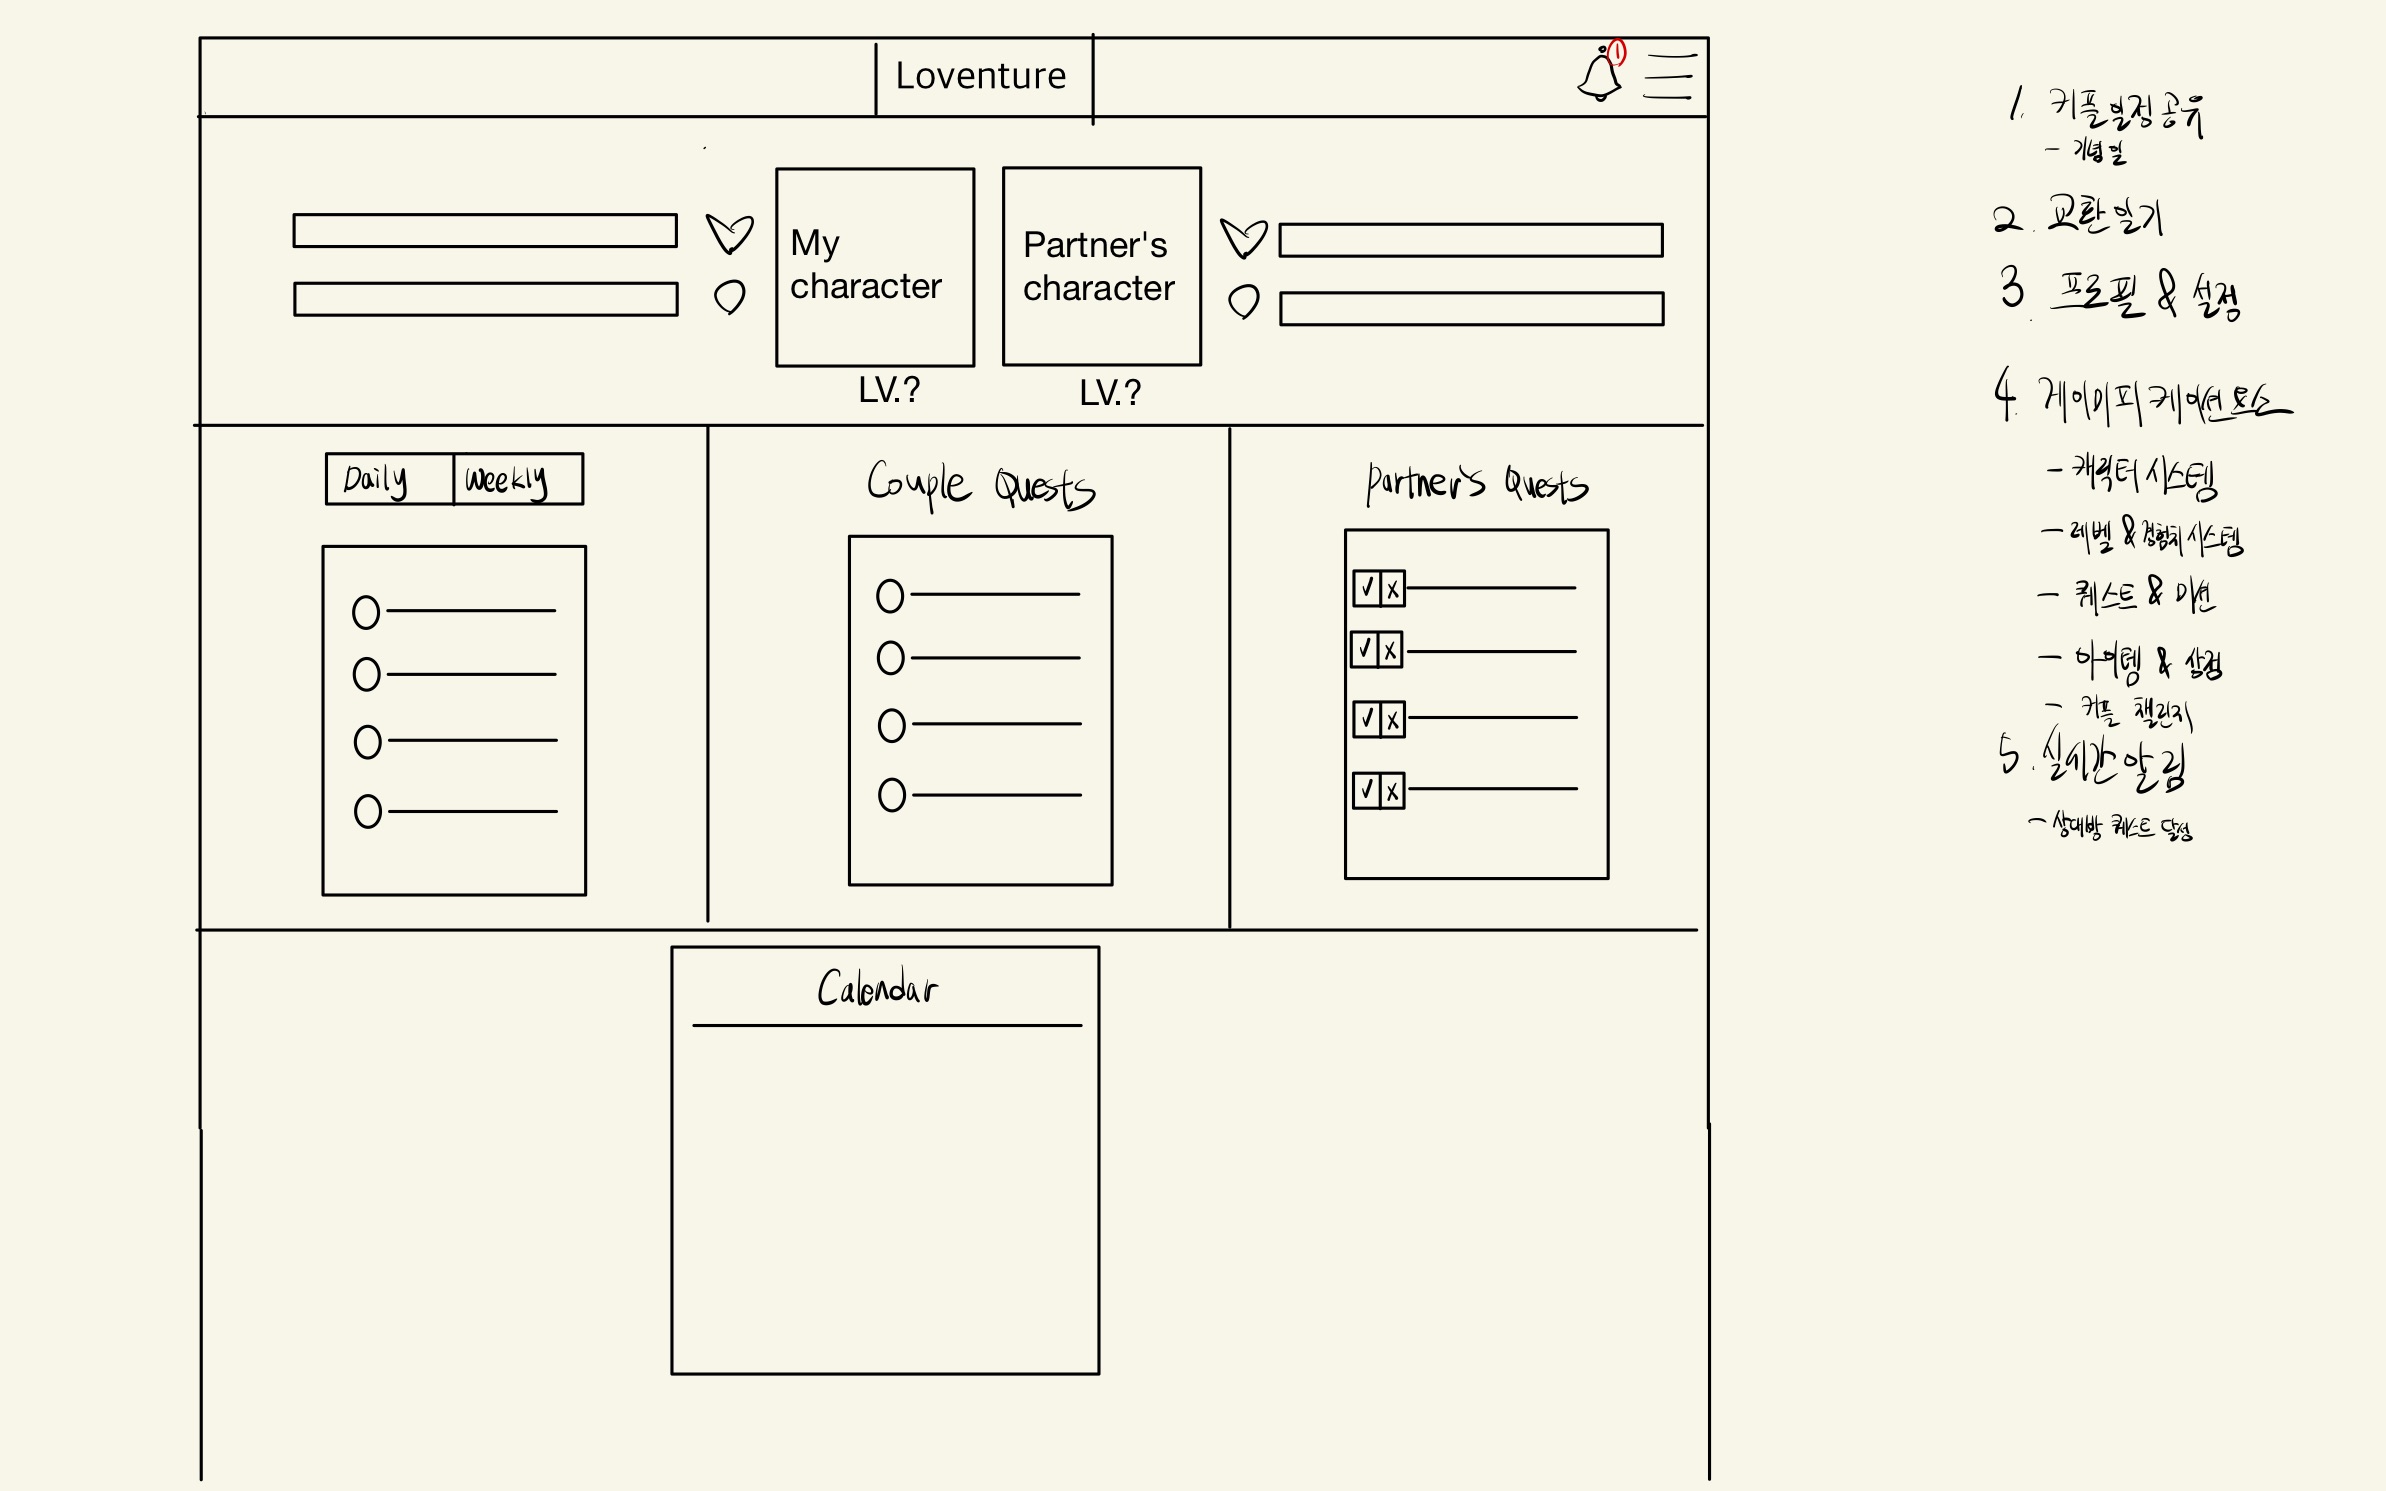 Loventure
1
My
character
Partner's
character
LV.?
LV.?
Daily
Weekly
Couple Quests
Partner's Quests
✓ x
✓ x
✓ x
✓ x
Calendar
1. 커플일정공유
- 기념일
2. 교환일기
3. 프로필 & 설정
4. 게이미피케이션 요소
- 캐릭터 시스템
- 레벨 & 경험치 시스템
- 퀘스트 & 미션
- 아이템 & 상점
- 커플 챌린지
5. 실시간 알림
- 상대방 퀘스트 달성